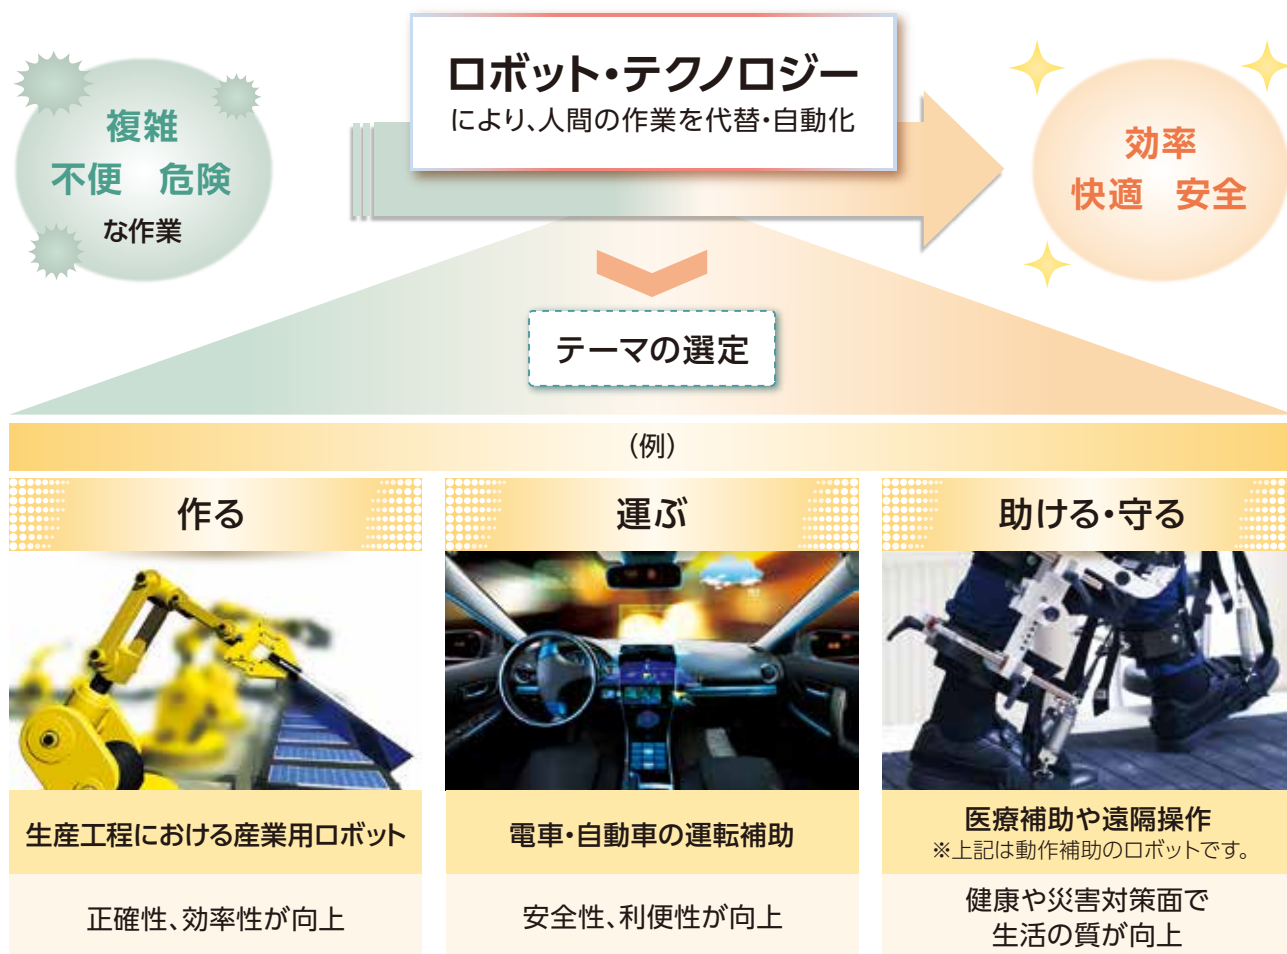 ロボット・テクノロジー
により、人間の作業を代替・自動化
複雑
不便　危険
な作業
効率
快適　安全
テーマの選定
（例）
作る
運ぶ
助ける・守る
生産工程における産業用ロボット
電車・自動車の運転補助
医療補助や遠隔操作
※上記は動作補助のロボットです。
正確性、効率性が向上
安全性、利便性が向上
健康や災害対策面で
生活の質が向上